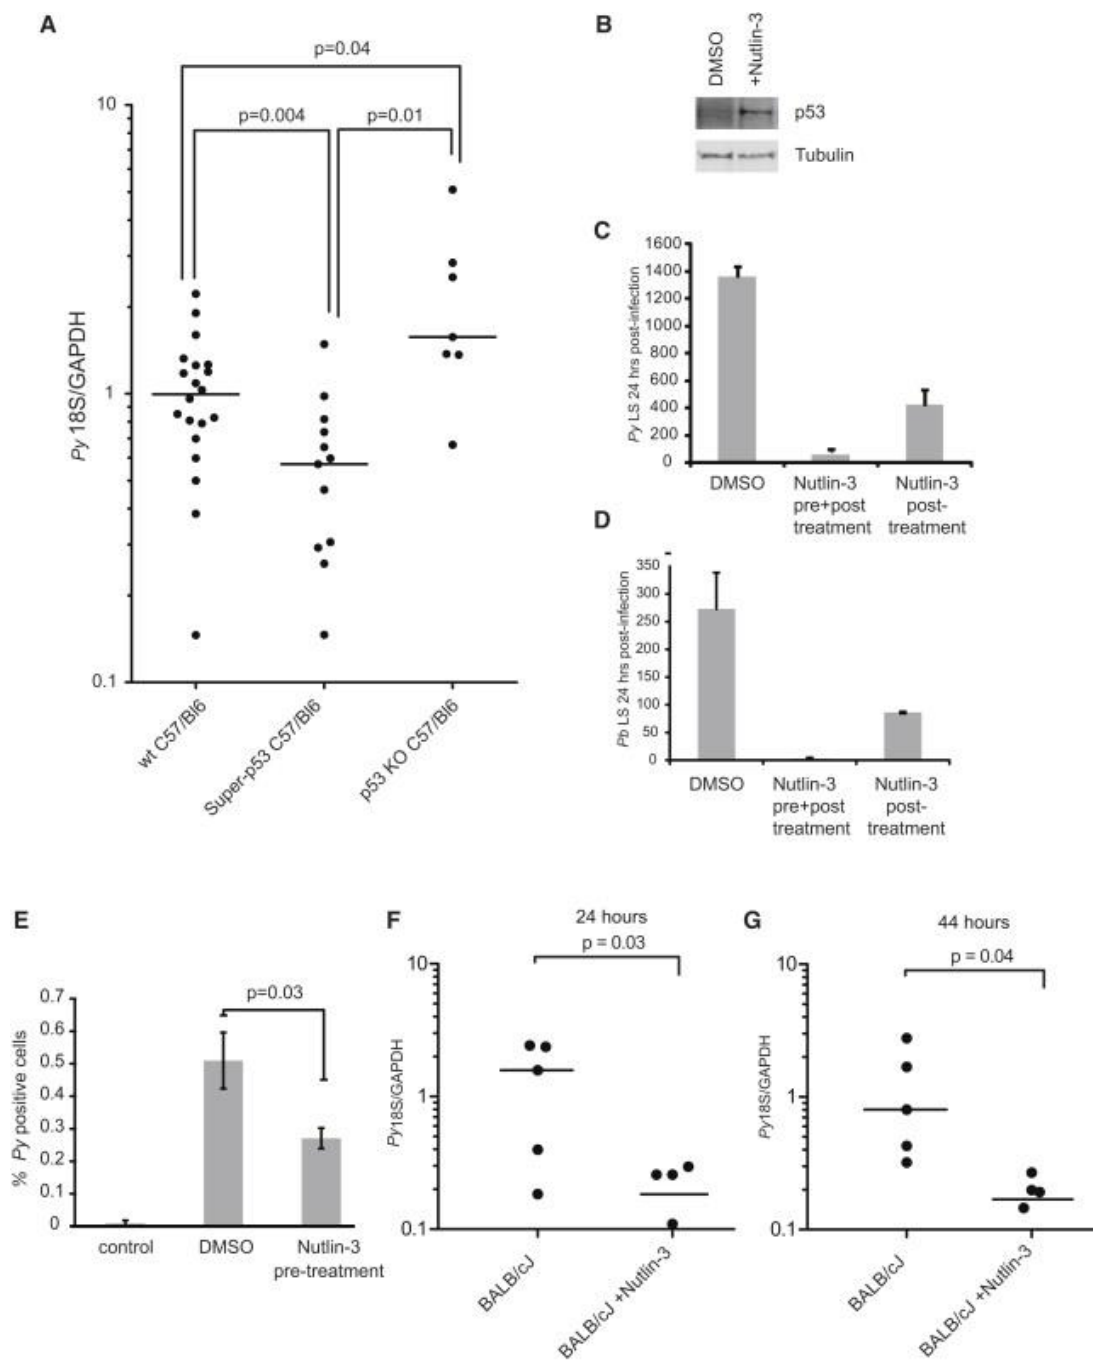 A
p=0.04
p=0.004
p=0.01
10
1
0.1
Py 18S/GAPDH
wt C57/Bl6
Super-p53 C57/Bl6
p53 KO C57/Bl6
B
DMSO
+Nutlin-3
p53
Tubulin
C
1600
1400
1200
1000
800
600
400
200
0
Py LS 24 hrs post-infection
DMSO
Nutlin-3
pre+post
treatment
Nutlin-3
post-
treatment
D
350
300
250
200
150
100
50
0
Pb LS 24 hrs post-infection
DMSO
Nutlin-3
pre+post
treatment
Nutlin-3
post-
treatment
E
p=0.03
0.7
0.6
0.5
0.4
0.3
0.2
0.1
0
% Py positive cells
control
DMSO
Nutlin-3
pre-treatment
F
24 hours
p = 0.03
10
1
0.1
Py18S/GAPDH
BALB/cJ
BALB/cJ +Nutlin-3
G
44 hours
p = 0.04
10
1
0.1
Py18S/GAPDH
BALB/cJ
BALB/cJ +Nutlin-3